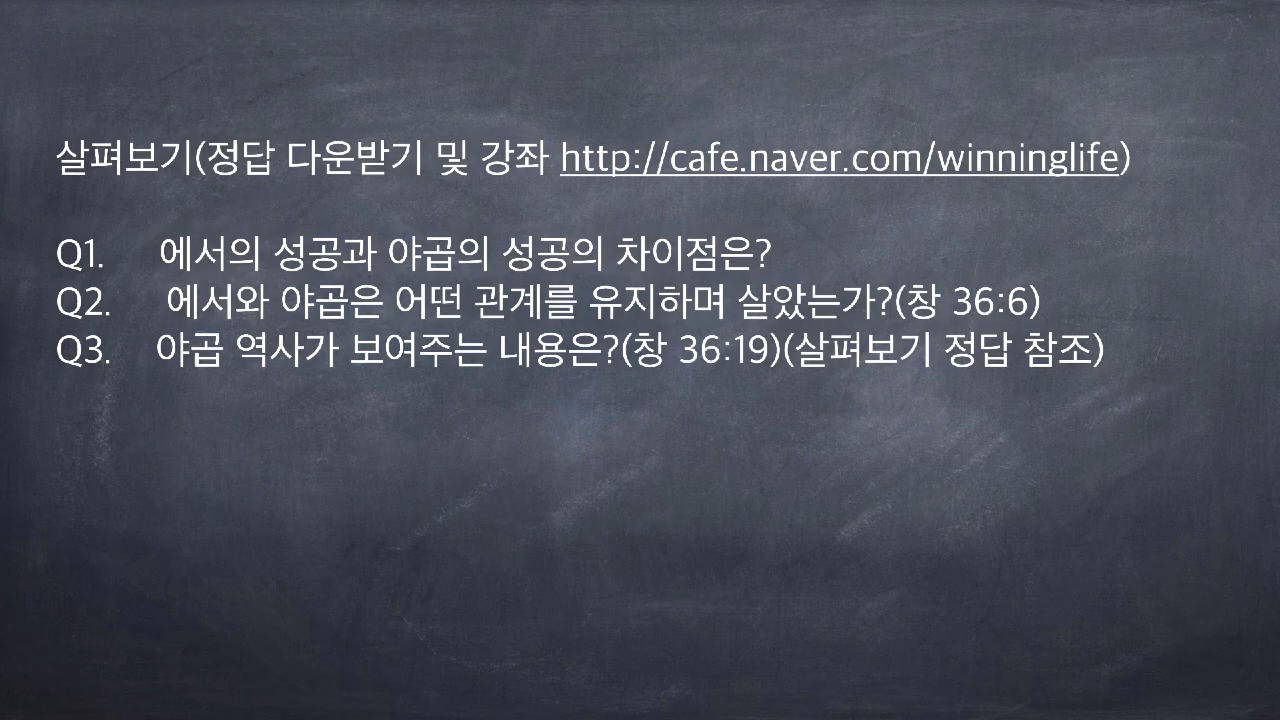 살펴보기(정답 다운받기 및 강좌 http://cafe.naver.com/winninglife)
Q1. 에서의 성공과 야곱의 성공의 차이점은?
Q2. 에서와 야곱은 어떤 관계를 유지하며 살았는가?(창 36:6)
Q3. 야곱 역사가 보여주는 내용은?(창 36:19)(살펴보기 정답 참조)